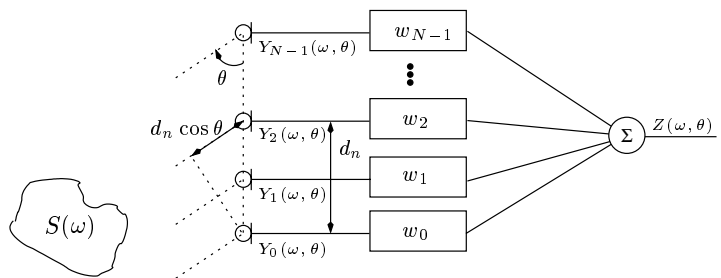 w_{N−1}
Y_{N−1}(ω, θ)
θ
d_n cos θ
Y_2(ω, θ)
w_2
Σ
Z(ω, θ)
d_n
w_1
Y_1(ω, θ)
S(ω)
w_0
Y_0(ω, θ)